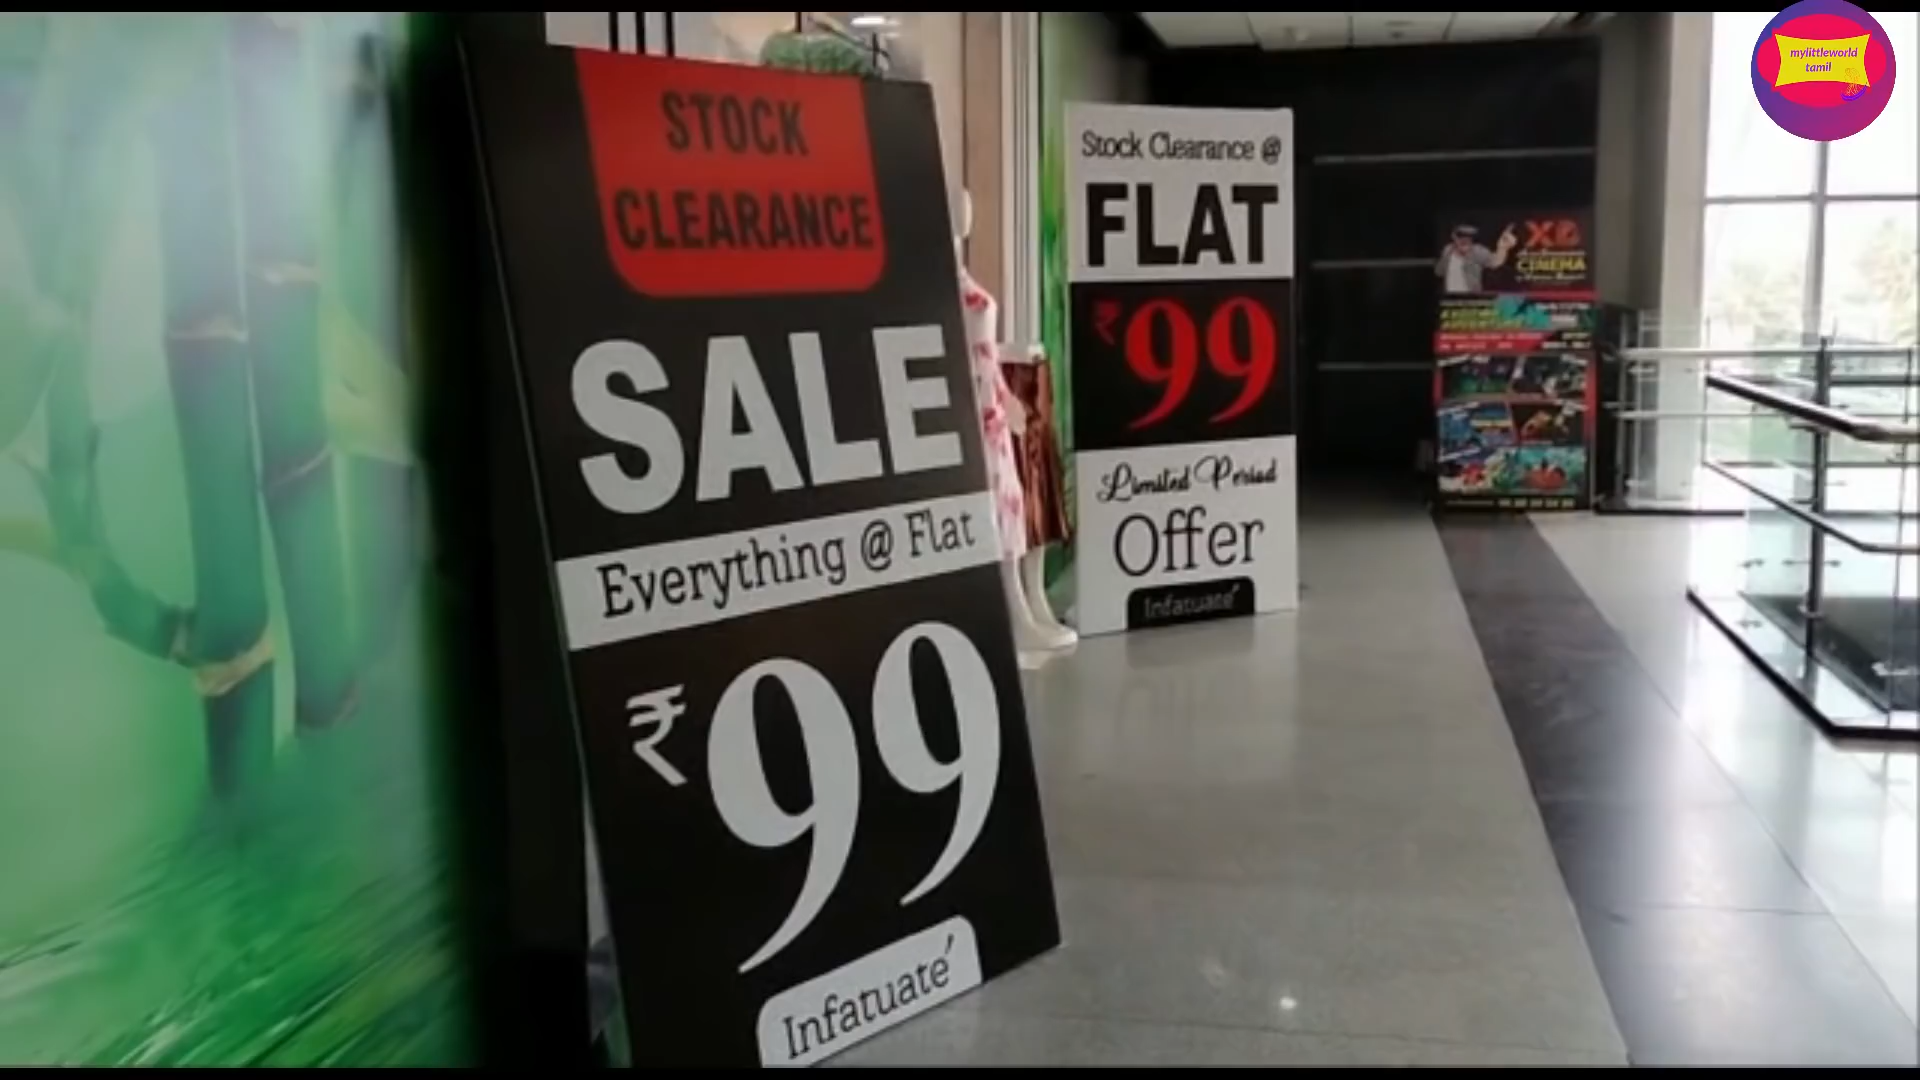 STOCK
CLEARANCE
SALE
Everything @ Flat
₹99
Infatuate'
Stock Clearance @
FLAT
₹99
Limited Period
Offer
Infatuate'
CINEMA
mylittleworld
tamil